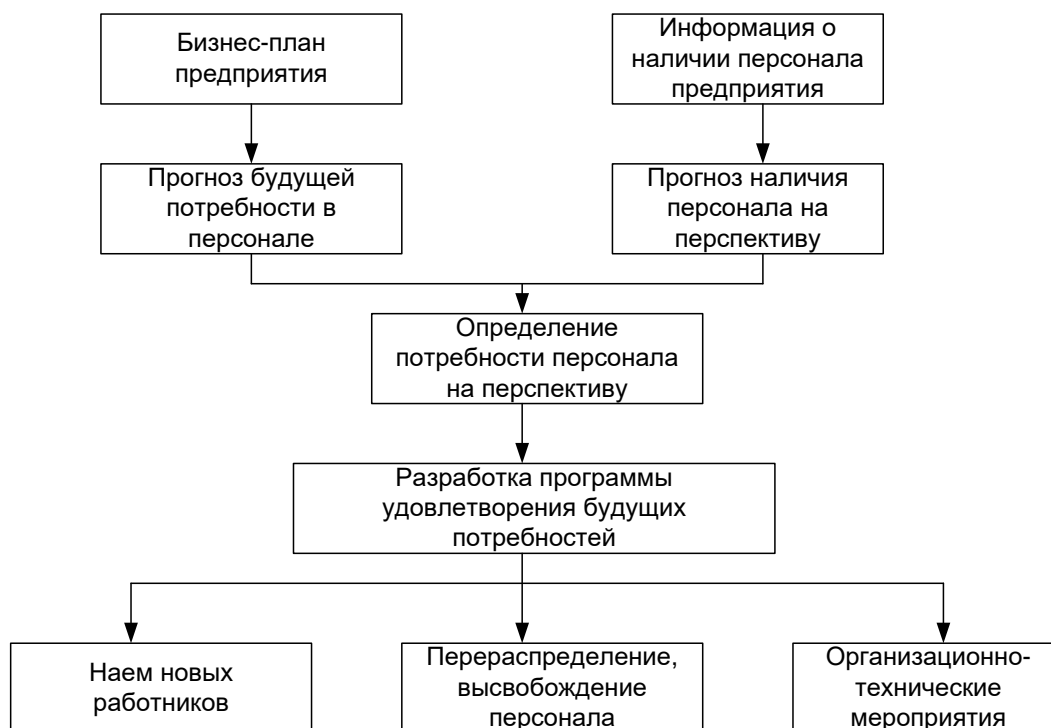 Бизнес-план
предприятия
Информация о
наличии персонала
предприятия
Прогноз будущей
потребности в
персонале
Прогноз наличия
персонала на
перспективу
Определение
потребности персонала
на перспективу
Разработка программы
удовлетворения будущих
потребностей
Наем новых
работников
Перераспределение,
высвобождение
персонала
Организационно-
технические
мероприятия